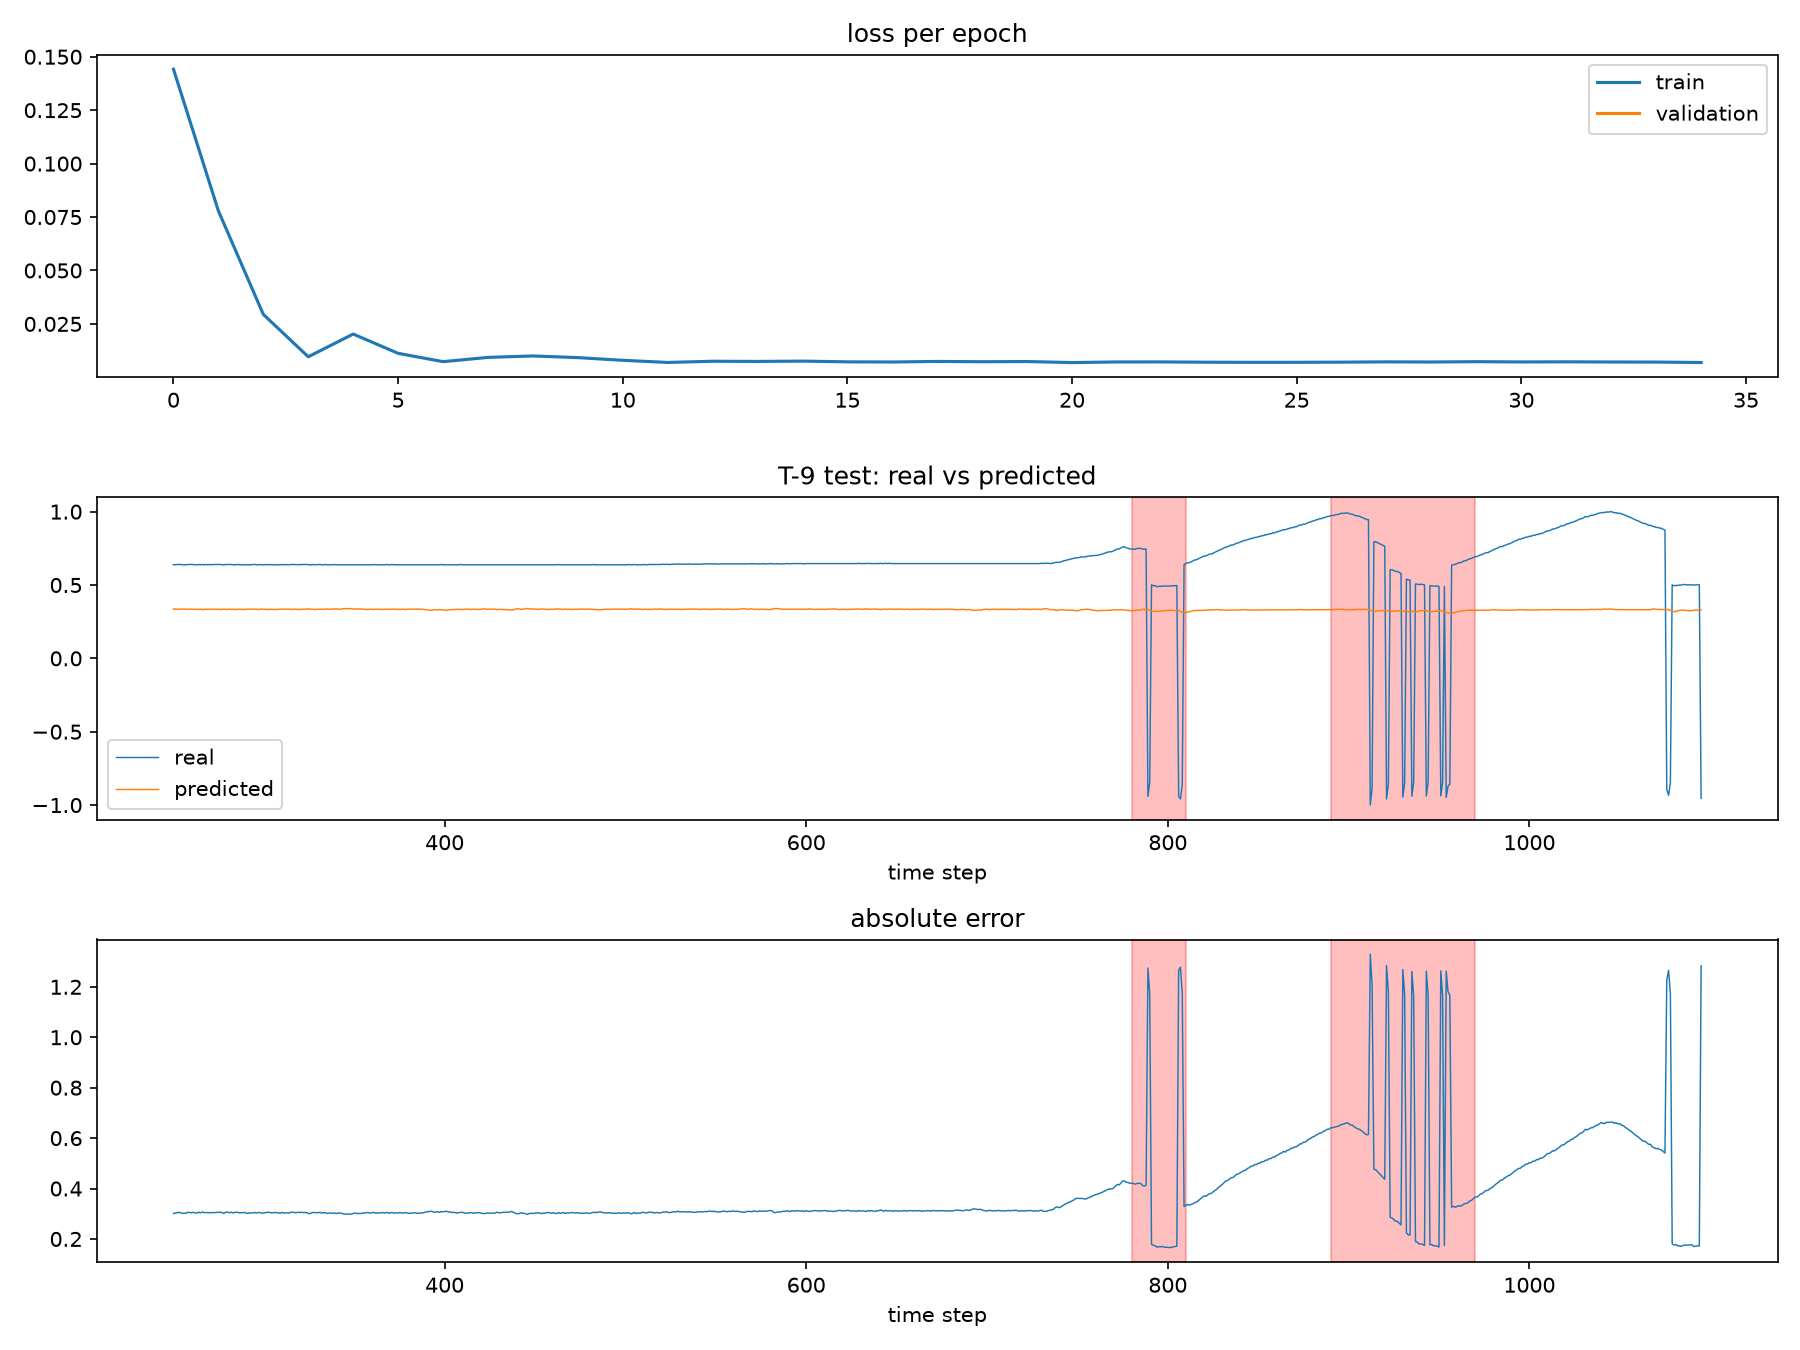 loss per epoch
0.150
0.125
0.100
0.075
0.050
0.025
train
validation
0 5 10 15 20 25 30 35
T-9 test: real vs predicted
1.0
0.5
0.0
−0.5
−1.0
real
predicted
400 600 800 1000
time step
absolute error
1.2
1.0
0.8
0.6
0.4
0.2
400 600 800 1000
time step